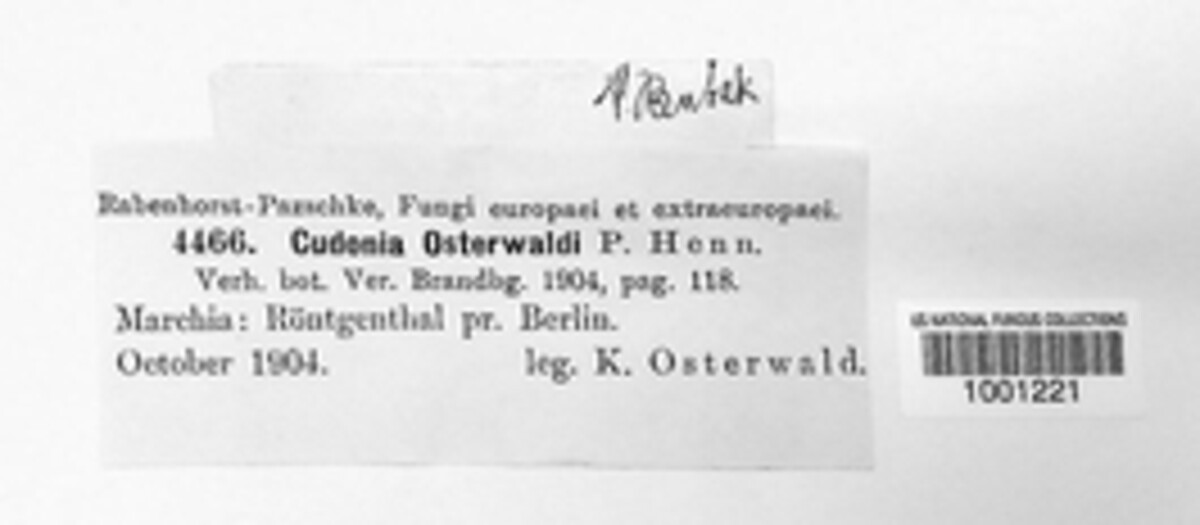 Rabenhorst-Pazschke, Fungi europaei et extraeuropaei.
4466. Cudonia Osterwaldi P. Henn.
Verh. bot. Ver. Brandbg. 1904, pag. 118.
Marchia: Röntgenthal pr. Berlin.
October 1904. leg. K. Osterwald.
US NATIONAL FUNGUS COLLECTIONS
1001221